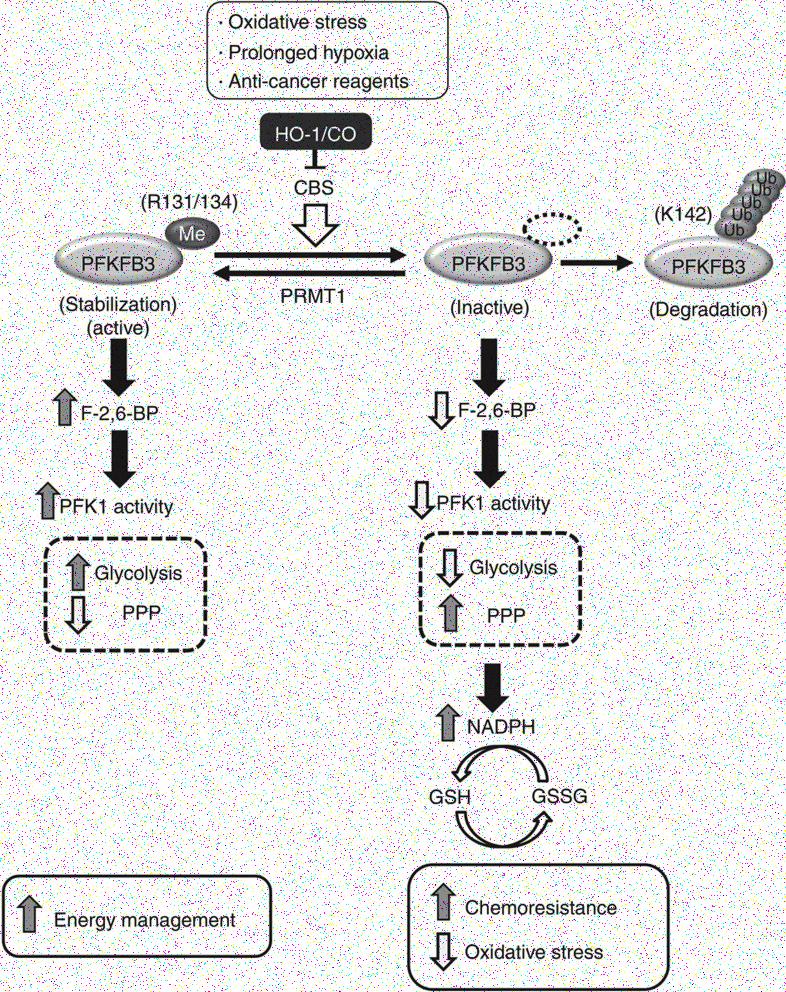 · Oxidative stress
· Prolonged hypoxia
· Anti-cancer reagents
HO-1/CO
CBS
(R131/134)
Me
PFKFB3
(Stabilization)
(active)
PRMT1
PFKFB3
(Inactive)
(K142)
Ub
Ub
Ub
Ub
Ub
PFKFB3
(Degradation)
F-2,6-BP
PFK1 activity
Glycolysis
PPP
F-2,6-BP
PFK1 activity
Glycolysis
PPP
NADPH
GSH
GSSG
Energy management
Chemoresistance
Oxidative stress